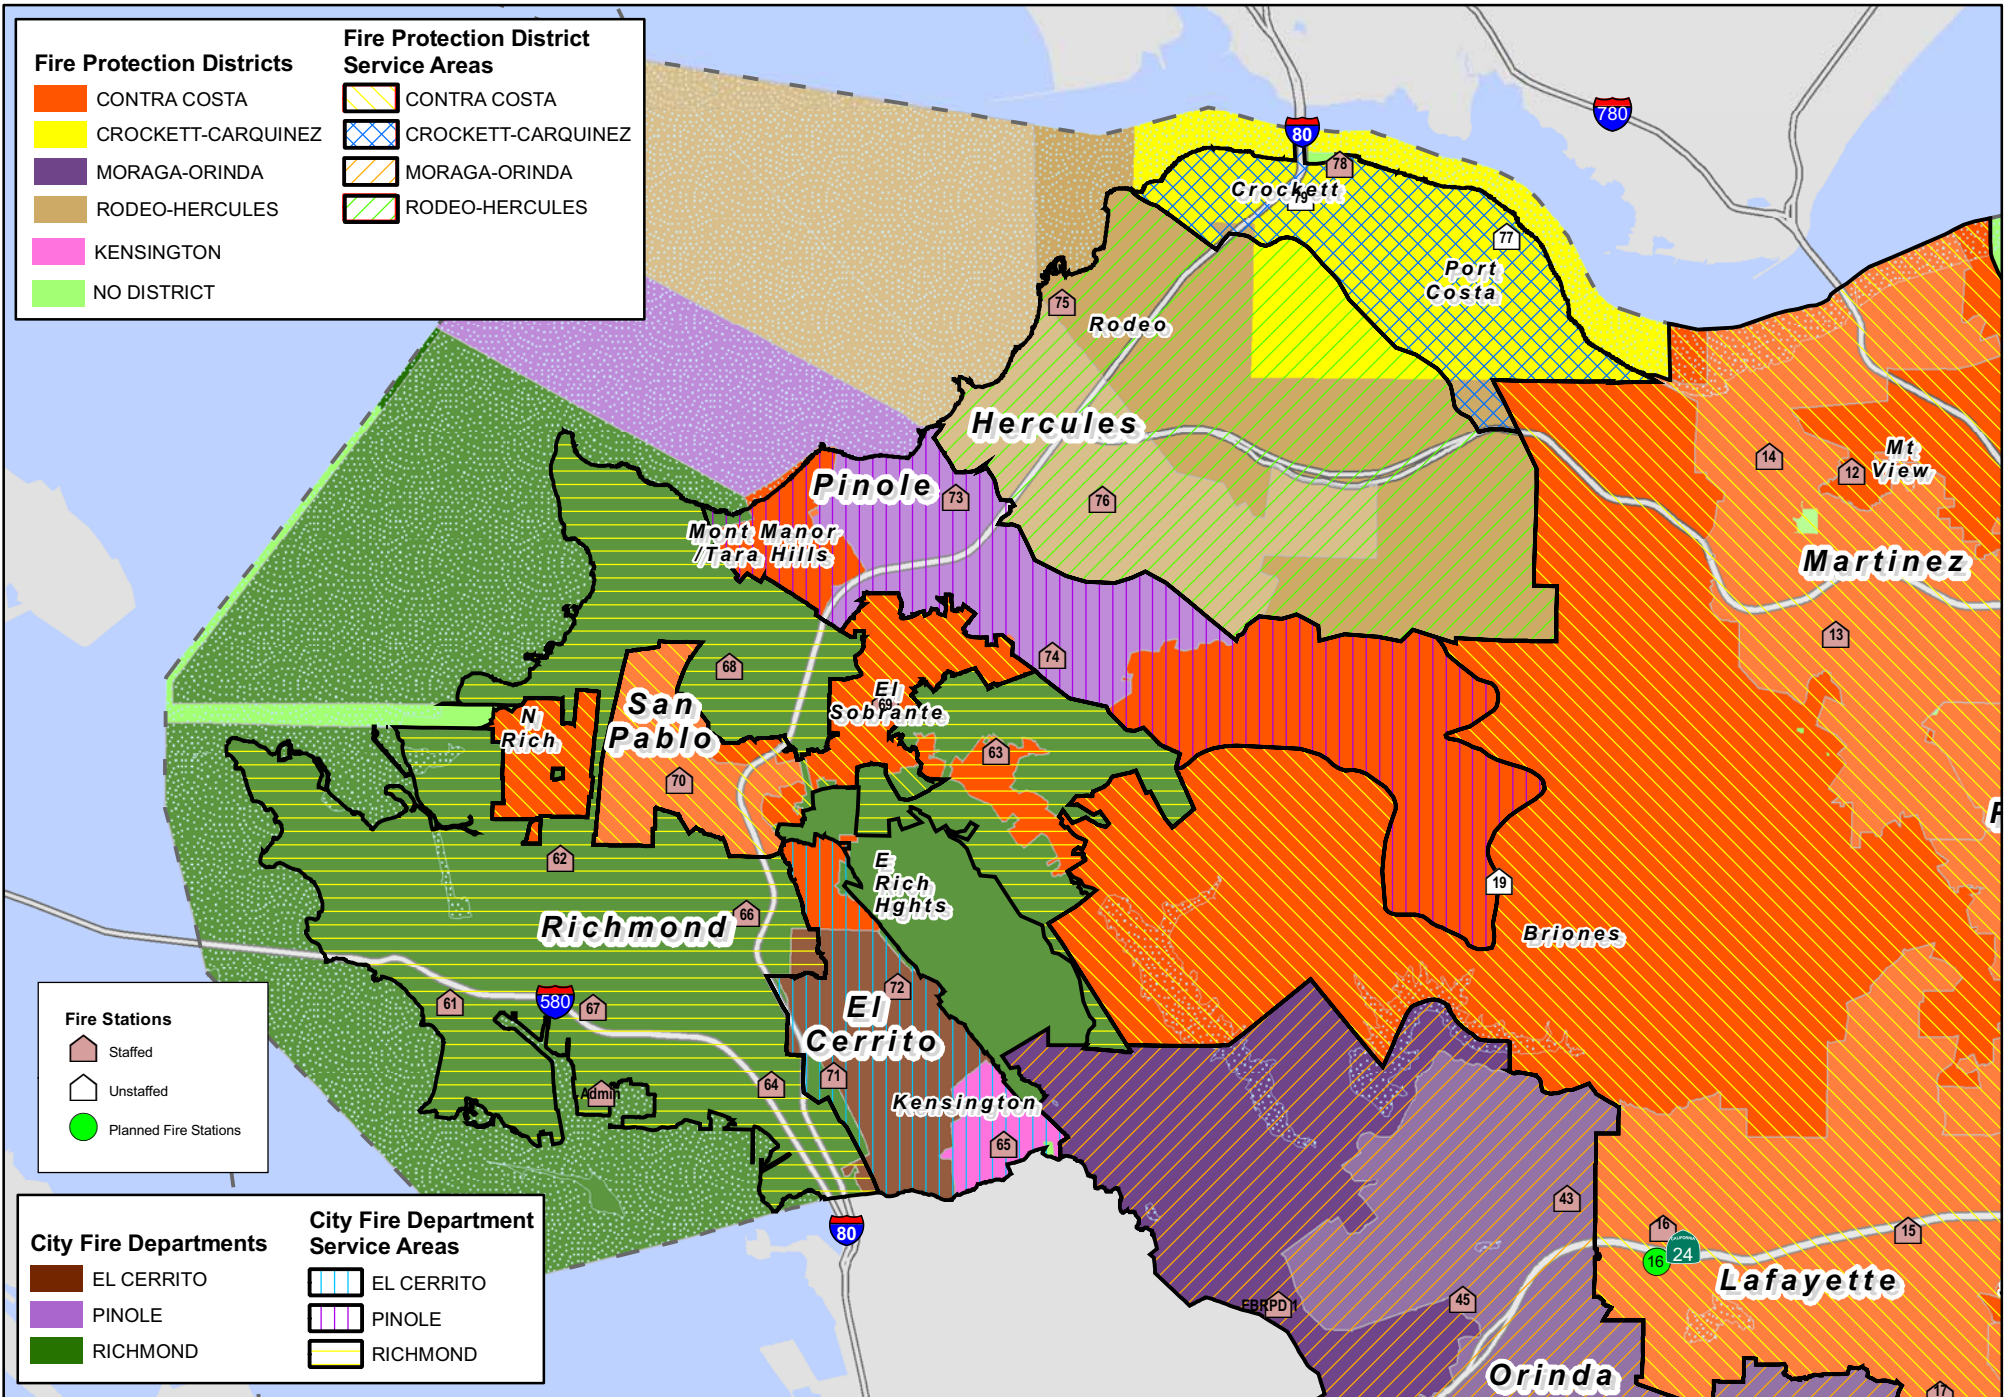 Fire Protection Districts
CONTRA COSTA
CROCKETT-CARQUINEZ
MORAGA-ORINDA
RODEO-HERCULES
KENSINGTON
NO DISTRICT
Fire Protection District
Service Areas
CONTRA COSTA
CROCKETT-CARQUINEZ
MORAGA-ORINDA
RODEO-HERCULES
80
780
78
Crockett
79
77
Port
Costa
75
Rodeo
Hercules
14
12
Mt
View
Pinole
73
76
Mont Manor
/Tara Hills
Martinez
13
74
68
El
69
Sobrante
San
Pablo
N
Rich
63
70
62
E
Rich
Hghts
19
66
Richmond
Briones
72
61
580
67
El
Cerrito
71
64
Admin
Kensington
65
43
16
15
16
CALIFORNIA
24
Lafayette
EBRPD 1
45
Orinda
17
80
Fire Stations
Staffed
Unstaffed
Planned Fire Stations
City Fire Departments
EL CERRITO
PINOLE
RICHMOND
City Fire Department
Service Areas
EL CERRITO
PINOLE
RICHMOND